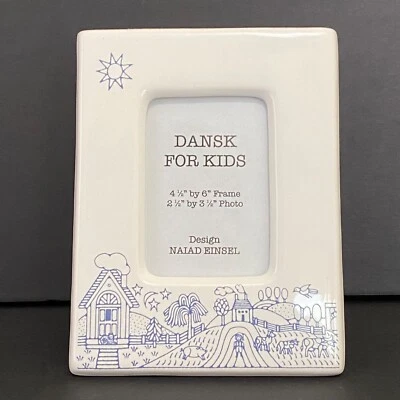 DANSK
FOR KIDS
4 ½" by 6" Frame
2 ½" by 3 ½" Photo
Design
NAIAD EINSEL